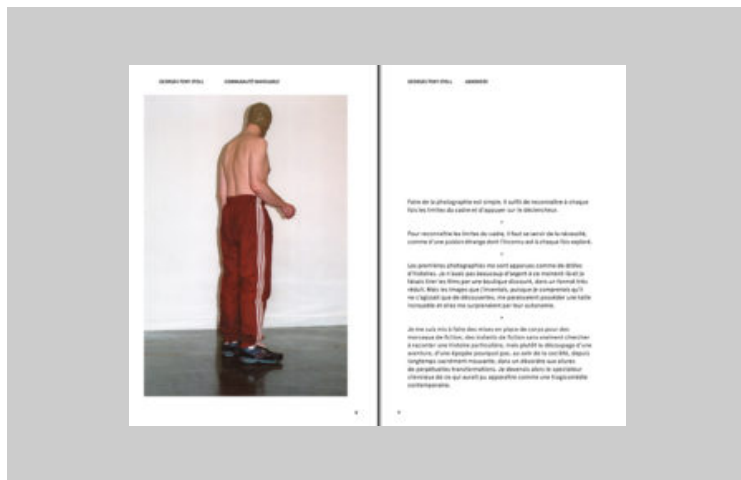 GEORGES TONY STOLL COMMUNAUTÉ INAVOUABLE
GEORGES TONY STOLL
Faire de la photographie est simple. Il suffit de reconnaître à chaque
fois les limites du cadre et d'appuyer sur le déclencheur.
Pour reconnaître les limites du cadre, il faut se servir de la nécessité,
comme d'une passion étrange dont l'inconnu est à chaque fois exploré.
Les premières photographies me sont apparues comme de drôles
d'histoires. Je n'avais pas beaucoup d'argent à ce moment-là et je
faisais tirer les films par une boutique discount, dans un format très
réduit. Mais les images que j'inventais, puisque je comprenais qu'il
ne s'agissait que de découvertes, me paraissaient posséder une taille
incroyable et elles me surprenaient par leur autonomie.
Je me suis mis à faire des mises en place de corps pour des
morceaux de fiction, des instants de fiction sans vraiment chercher
à raconter une histoire particulière, mais plutôt le découpage d'une
aventure, d'une épopée pourquoi pas, au sein de la société, depuis
longtemps sacrément mouvante, dans un désordre aux allures
de perpétuelles transformations. Je devenais alors le spectateur
silencieux de ce qui aurait pu apparaître comme une tragicomédie
contemporaine.